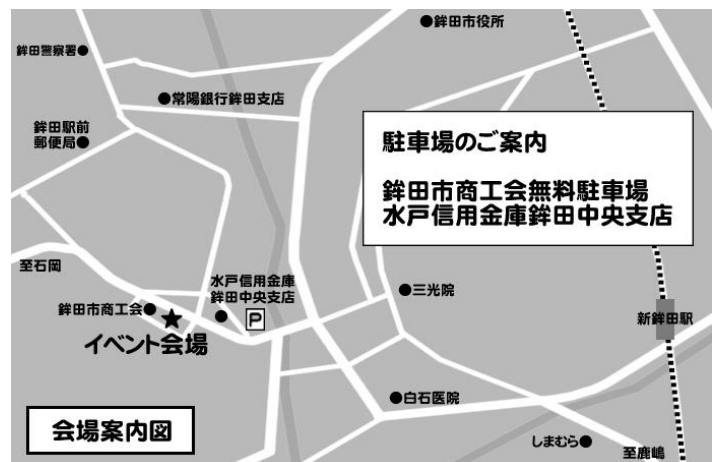 ●鉾田市役所
鉾田警察署●
●常陽銀行鉾田支店
鉾田駅前
郵便局●
駐車場のご案内
鉾田市商工会無料駐車場
水戸信用金庫鉾田中央支店
至石岡
水戸信用金庫
鉾田中央支店
●三光院
鉾田市商工会●
P
新鉾田駅
★
イベント会場
●白石医院
会場案内図
しまむら●
至鹿嶋